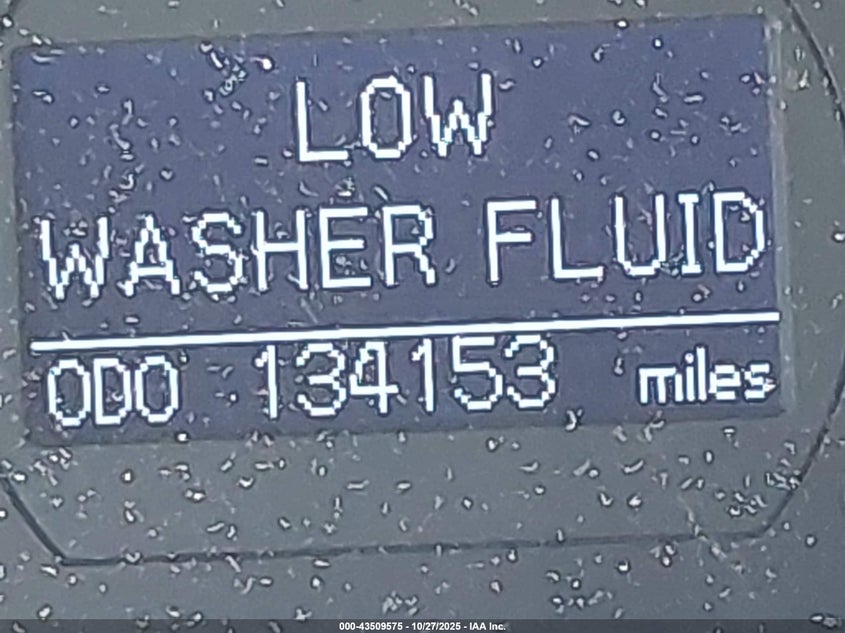 LOW
WASHER FLUID
ODO 134153 miles
000-43509575 - 10/27/2025 - IAA Inc.